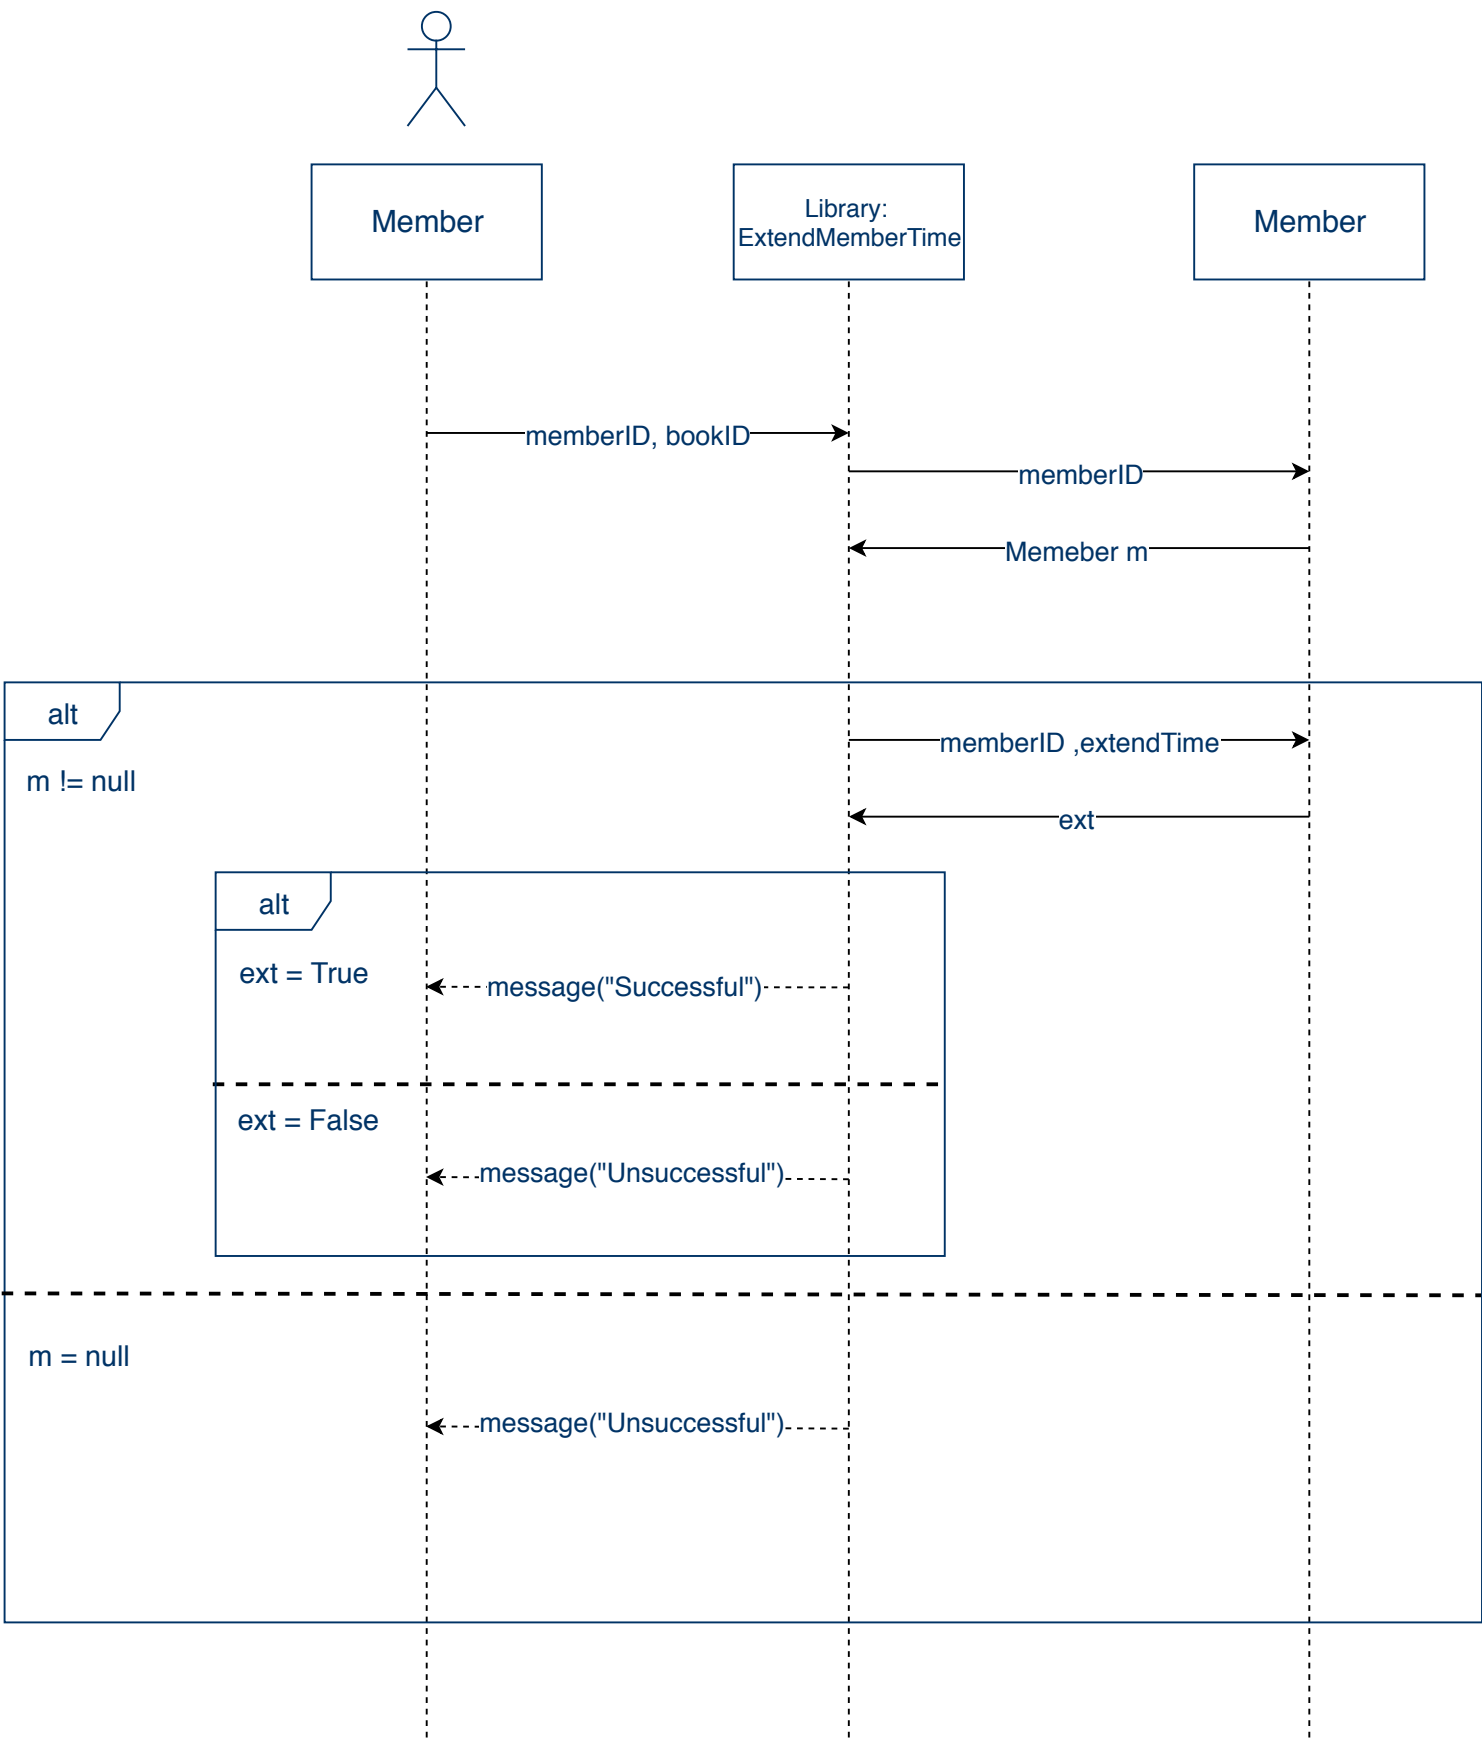 Member
Library:
ExtendMemberTime
Member
memberID, bookID
memberID
Memeber m
alt
memberID ,extendTime
m != null
ext
alt
ext = True
message("Successful")
ext = False
message("Unsuccessful")
m = null
message("Unsuccessful")